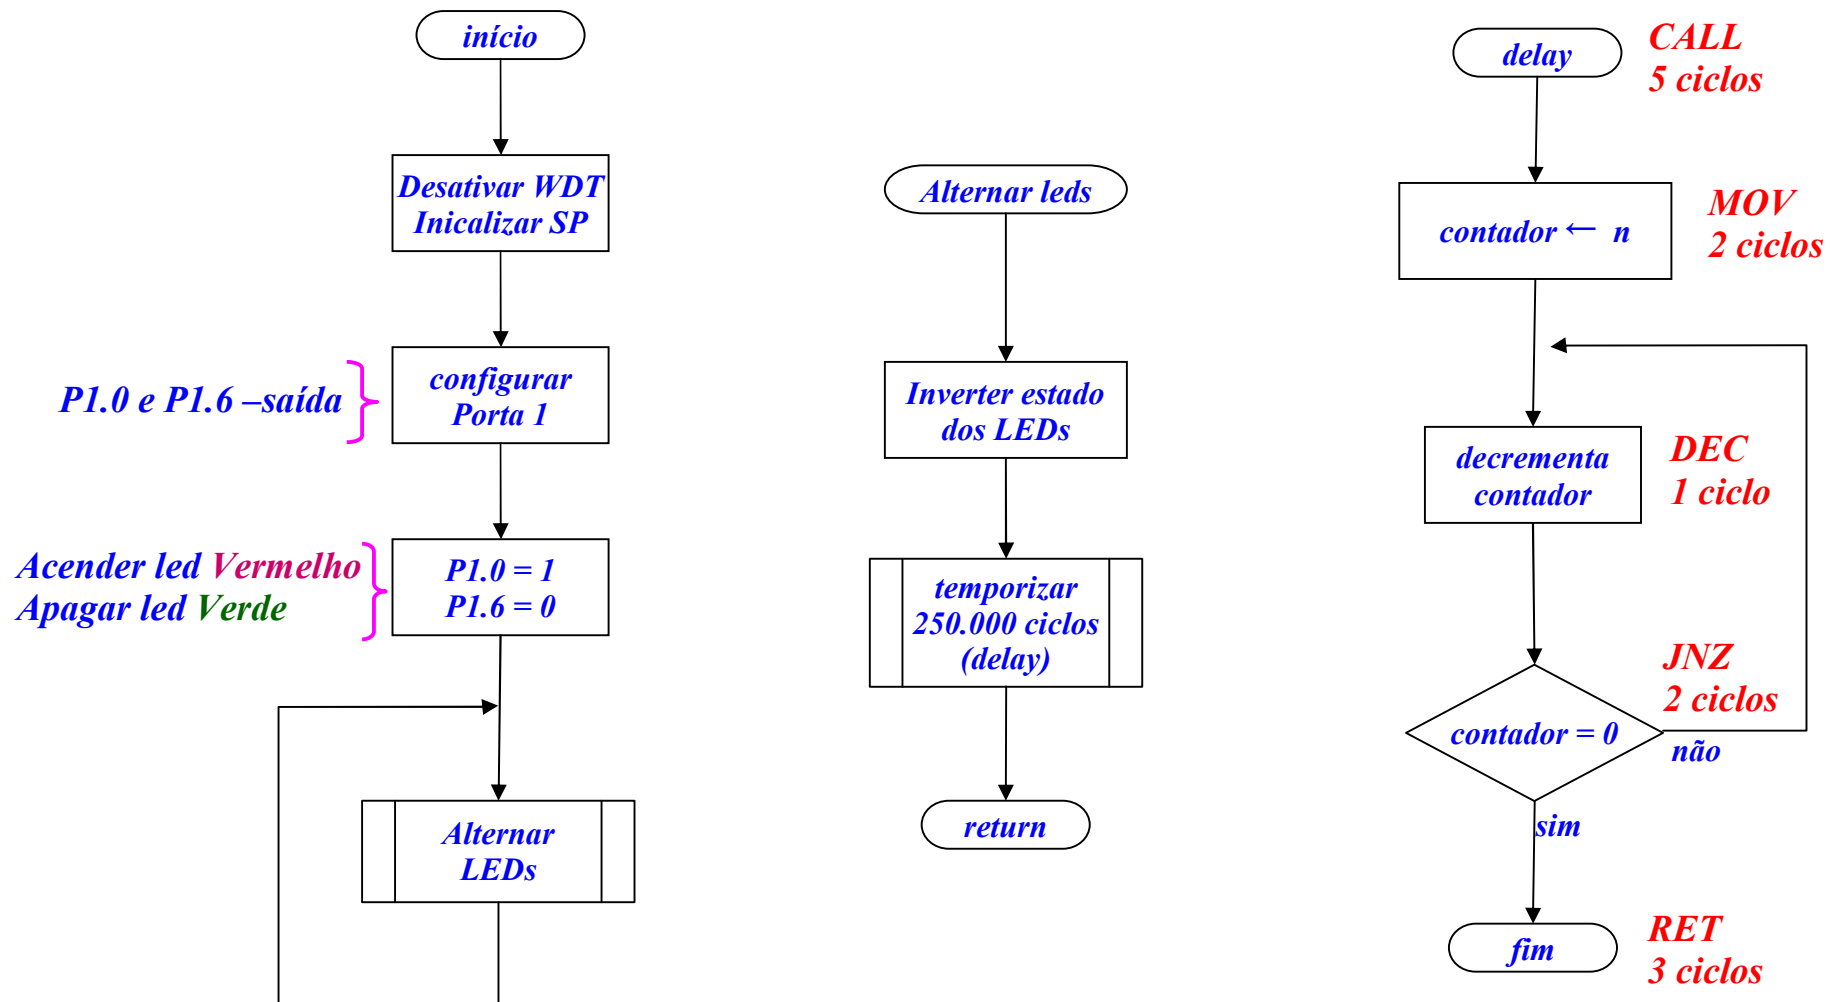 início
Desativar WDT
Inicalizar SP
P1.0 e P1.6 –saída
configurar
Porta 1
Acender led Vermelho
Apagar led Verde
P1.0 = 1
P1.6 = 0
Alternar
LEDs
Alternar leds
Inverter estado
dos LEDs
temporizar
250.000 ciclos
(delay)
return
delay
CALL
5 ciclos
contador ← n
MOV
2 ciclos
decrementa
contador
DEC
1 ciclo
JNZ
2 ciclos
contador = 0
não
sim
fim
RET
3 ciclos